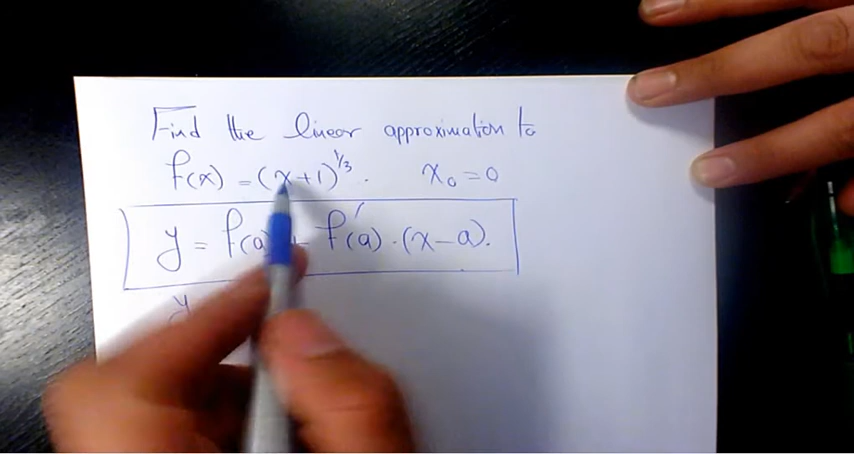 Find the linear approximation to
f(x) = (x+1)^1/3 . x₀ = 0
y = f(a) + f'(a) · (x-a).
y